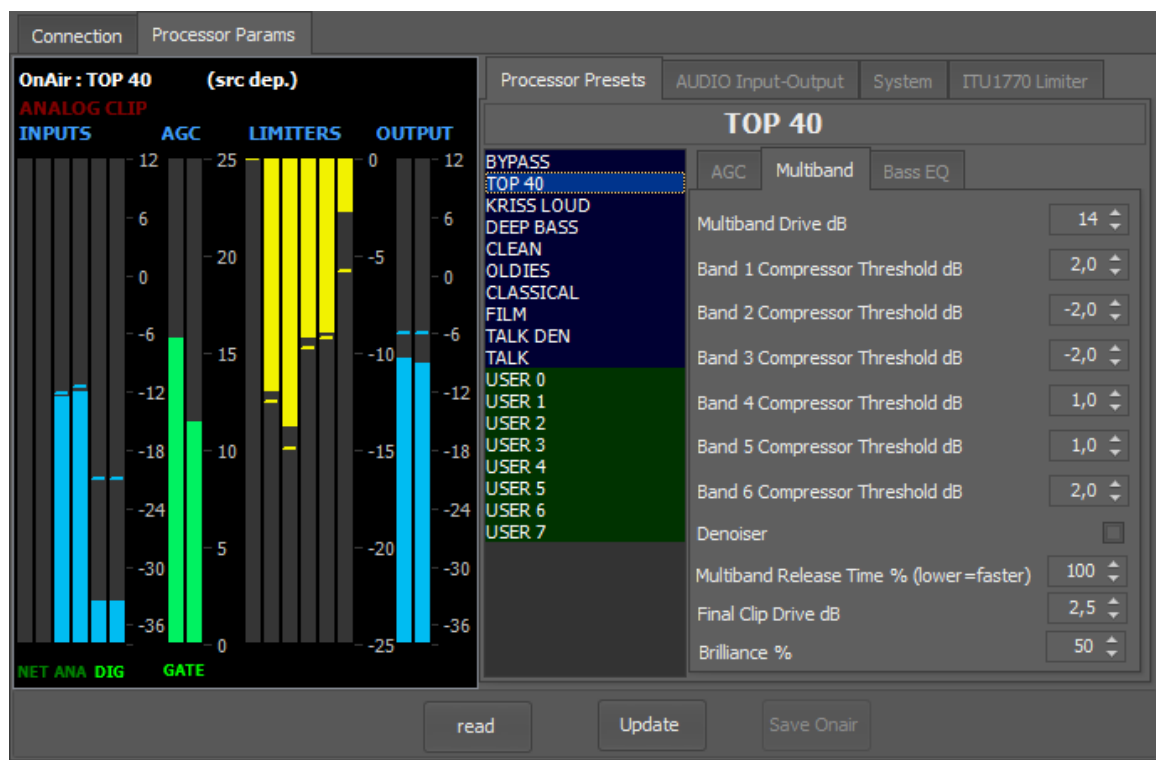 Connection Processor Params
OnAir : TOP 40 (src dep.)
ANALOG CLIP
INPUTS AGC LIMITERS OUTPUT
12 25 0 12
6 6
20 -5
0 0
-6 -6
15 -10
-12 -12
-18 10 -15 -18
-24 -24
5 -20
-30 -30
-36 -36
0 -25
NET ANA DIG GATE
Processor Presets AUDIO Input-Output System ITU1770 Limiter
TOP 40
BYPASS
TOP 40
KRISS LOUD
DEEP BASS
CLEAN
OLDIES
CLASSICAL
FILM
TALK DEN
TALK
USER 0
USER 1
USER 2
USER 3
USER 4
USER 5
USER 6
USER 7
AGC Multiband Bass EQ
Multiband Drive dB 14
Band 1 Compressor Threshold dB 2,0
Band 2 Compressor Threshold dB -2,0
Band 3 Compressor Threshold dB -2,0
Band 4 Compressor Threshold dB 1,0
Band 5 Compressor Threshold dB 1,0
Band 6 Compressor Threshold dB 2,0
Denoiser
Multiband Release Time % (lower=faster) 100
Final Clip Drive dB 2,5
Brilliance % 50
read Update Save Onair